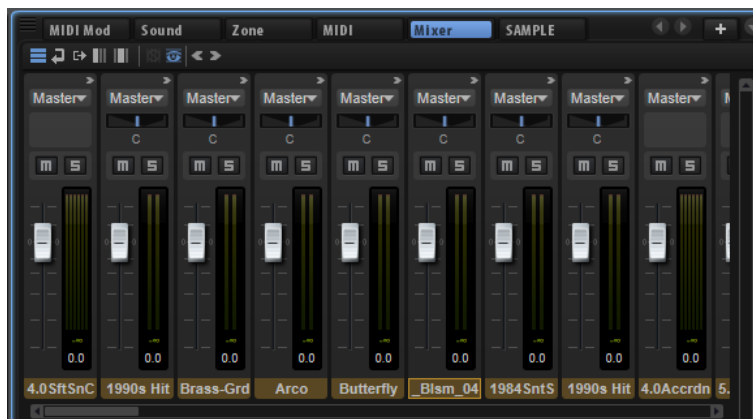 MIDI Mod Sound Zone MIDI Mixer SAMPLE
Master Master Master Master Master Master Master Master Master
C C C C C C C
M S M S M S M S M S M S M S M S M S
0.0 0.0 0.0 0.0 0.0 0.0 0.0 0.0 0.0
4.0SftSnC 1990s Hit Brass-Grd Arco Butterfly _Blsm_04 1984SntS 1990s Hit 4.0Accrdn 5.